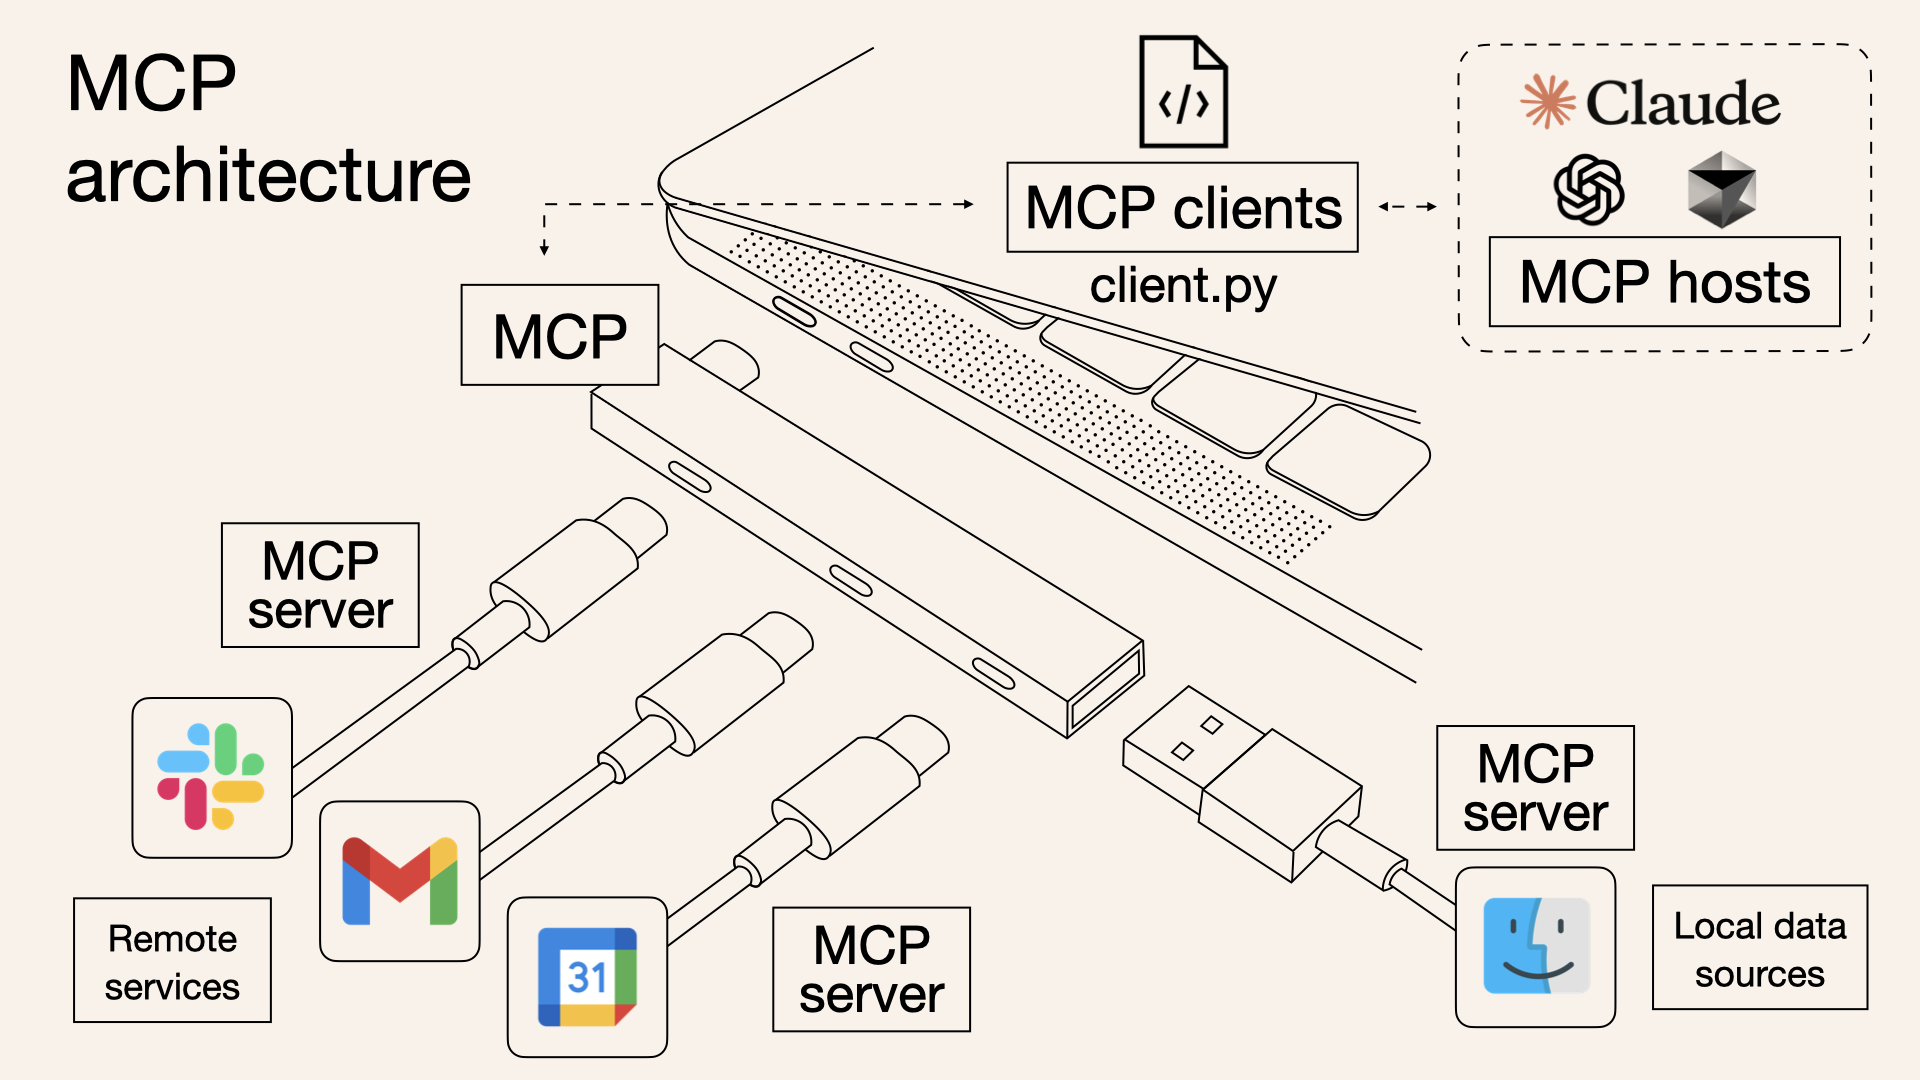 MCP
architecture
</>
MCP clients
client.py
Claude
MCP hosts
MCP
MCP
server
MCP
server
Remote
services
31
MCP
server
Local data
sources